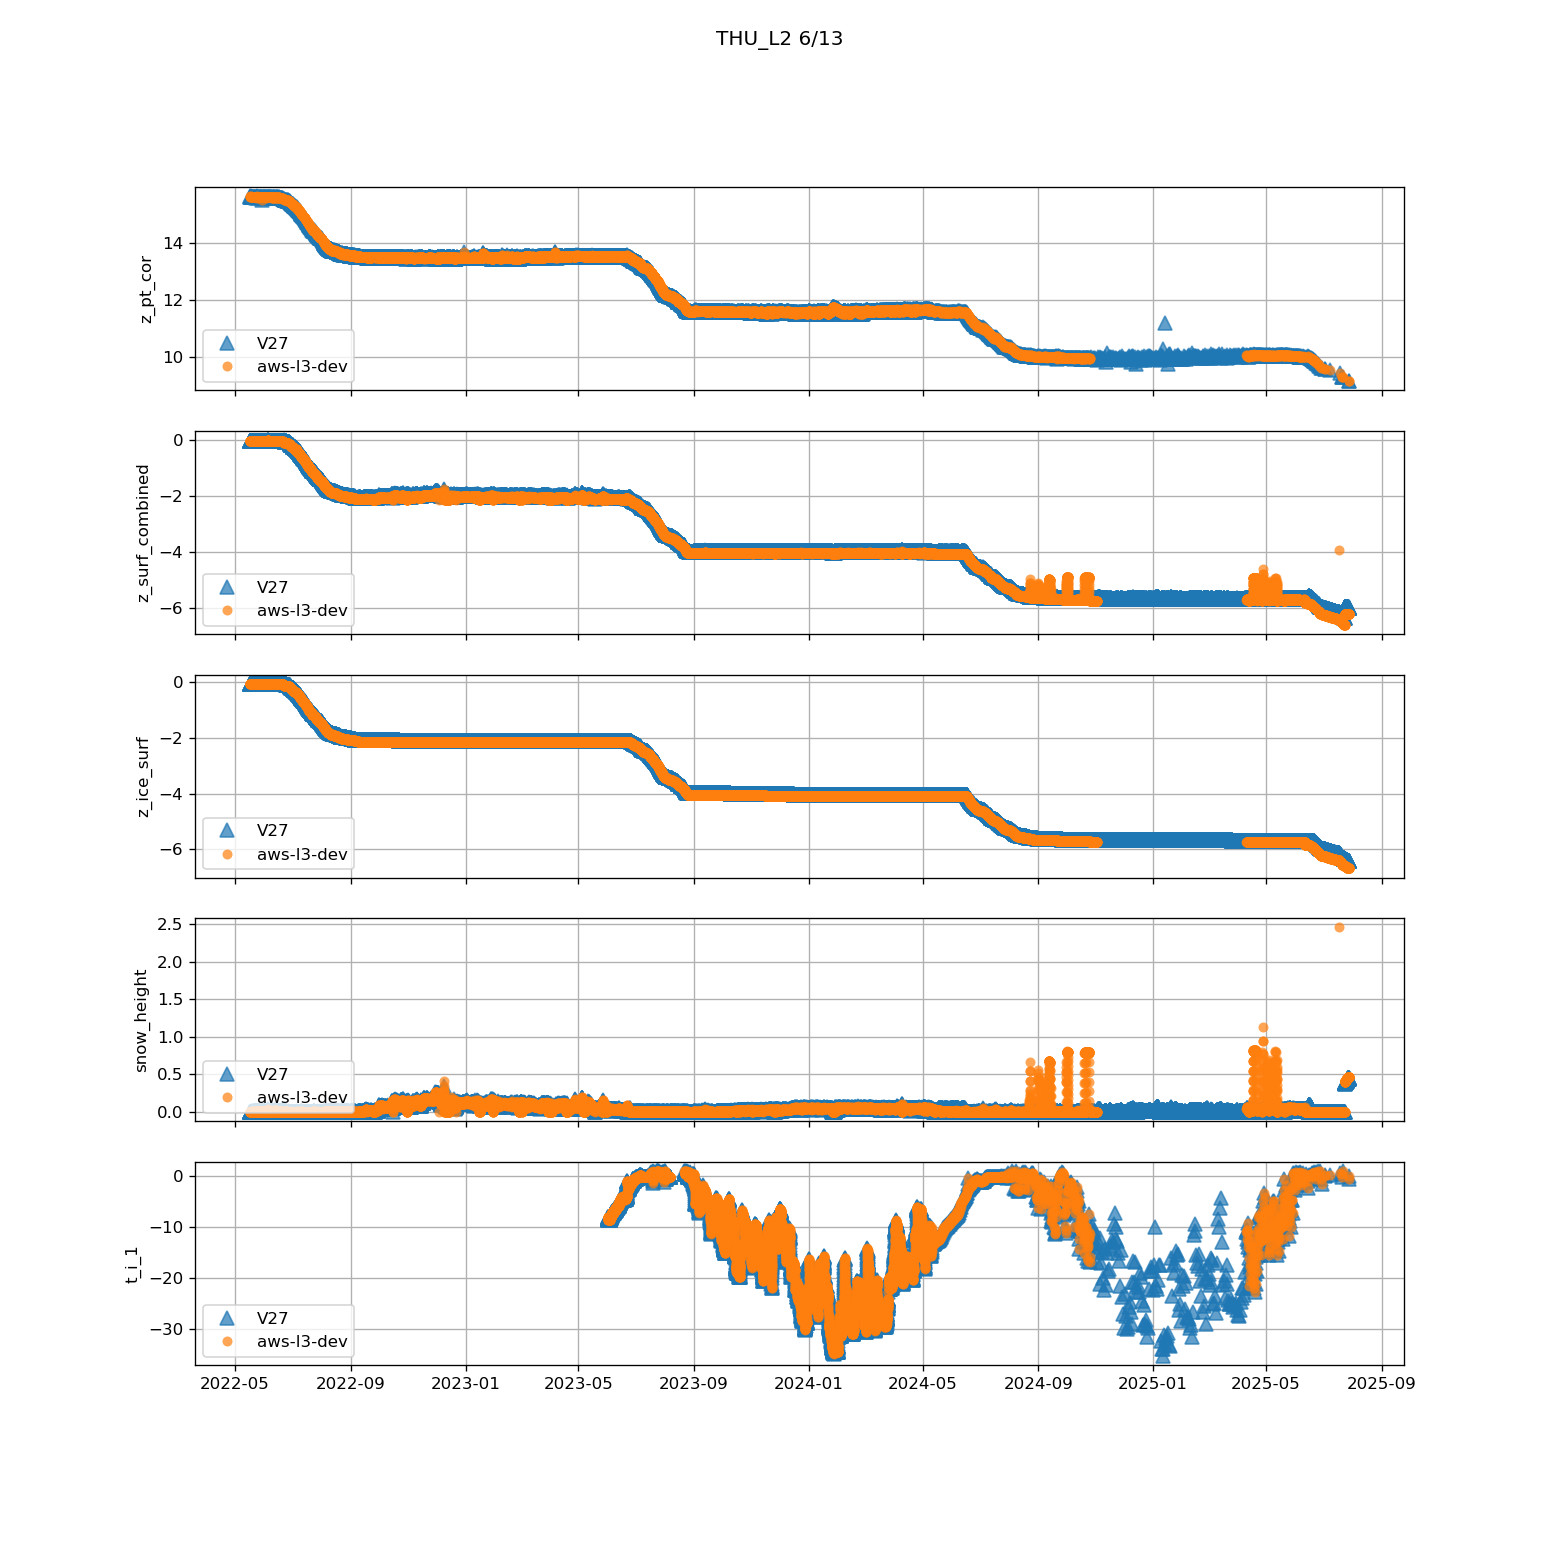 THU_L2 6/13
z_pt_cor
14
12
10
V27
aws-l3-dev
z_surf_combined
0
−2
−4
−6
V27
aws-l3-dev
z_ice_surf
0
−2
−4
−6
V27
aws-l3-dev
snow_height
2.5
2.0
1.5
1.0
0.5
0.0
V27
aws-l3-dev
t_i_1
0
−10
−20
−30
V27
aws-l3-dev
2022-05 2022-09 2023-01 2023-05 2023-09 2024-01 2024-05 2024-09 2025-01 2025-05 2025-09